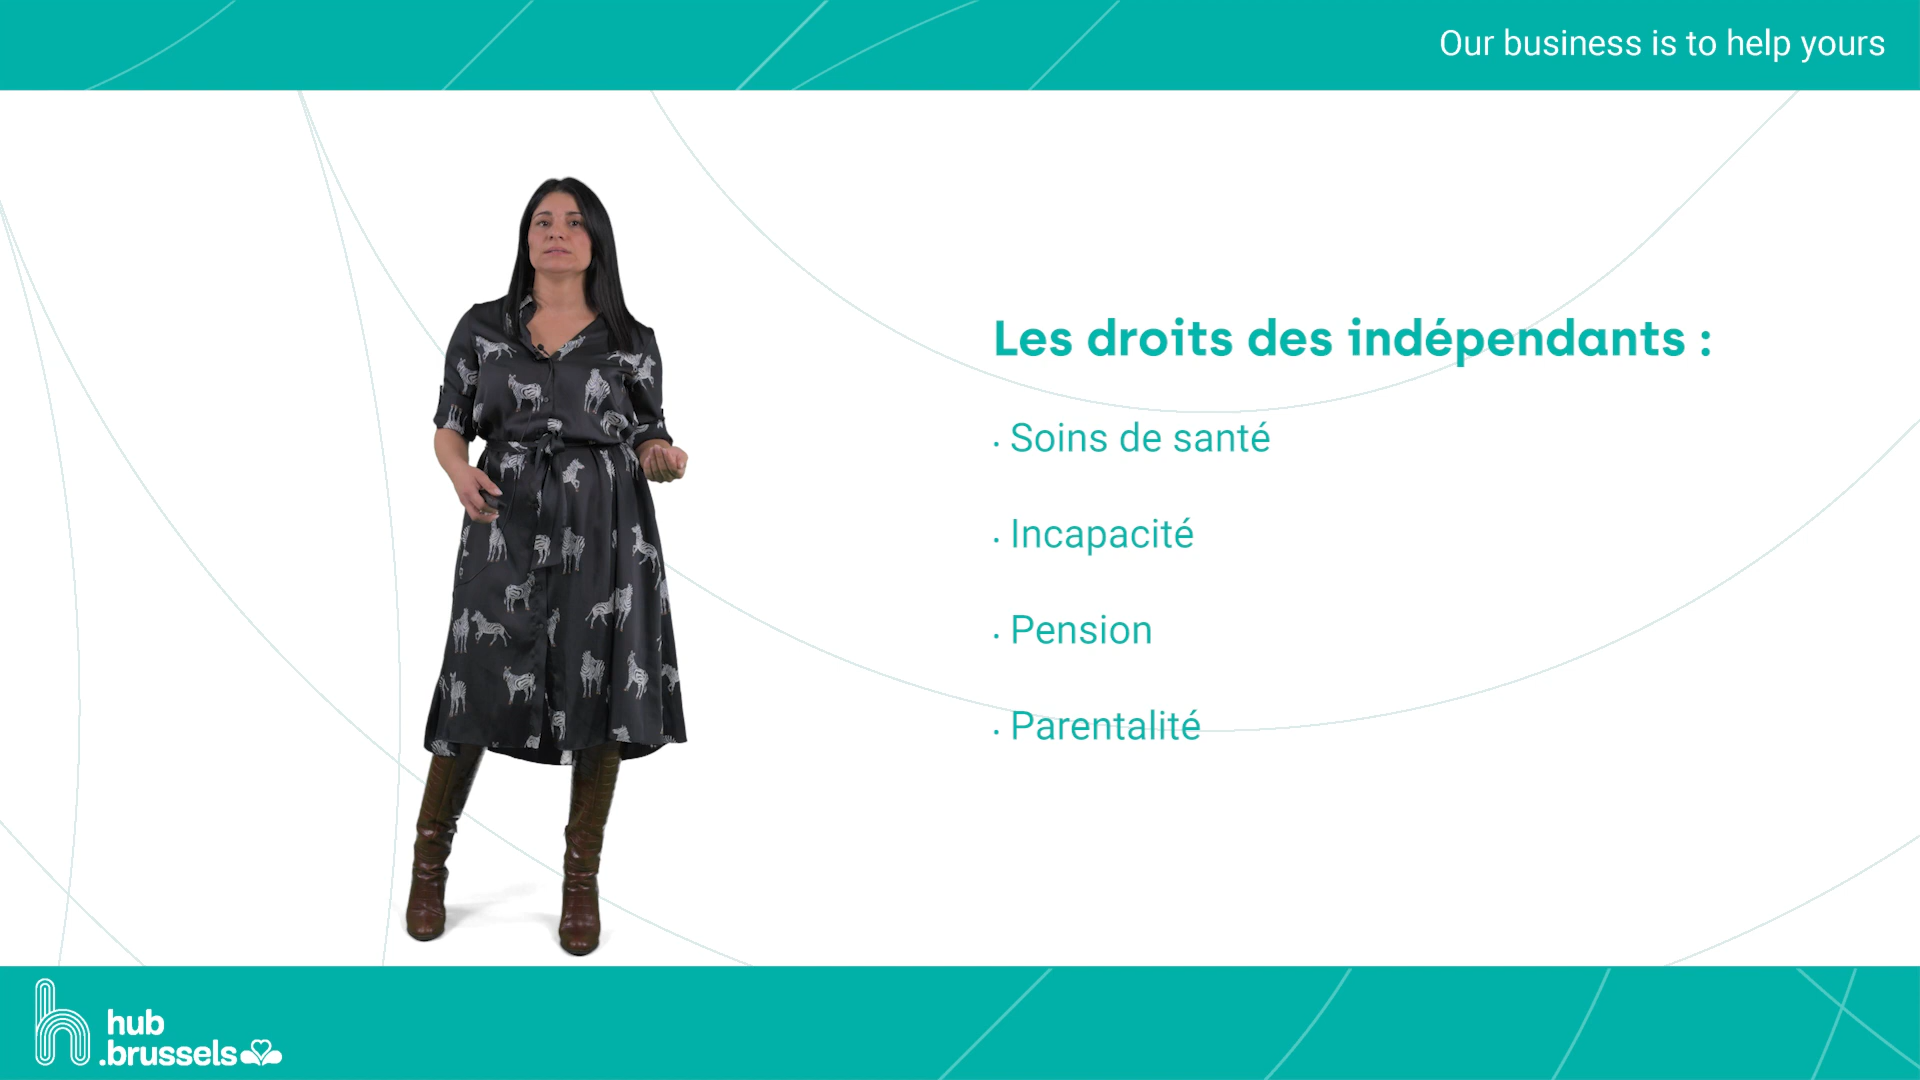 Our business is to help yours
Les droits des indépendants :
. Soins de santé
. Incapacité
. Pension
. Parentalité
hub
.brussels